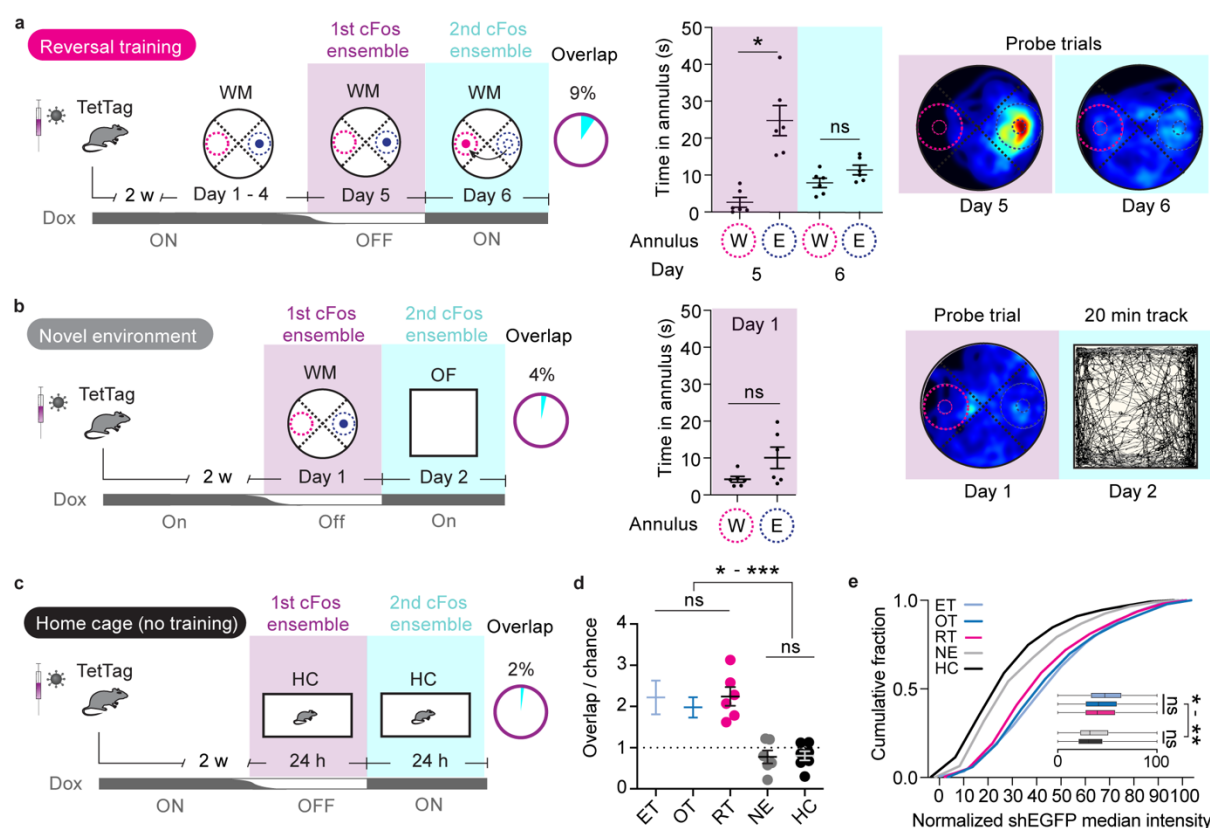 a
Reversal training
1st cFos
ensemble
2nd cFos
ensemble
Overlap
9%
TetTag
WM
WM
WM
2 w
Day 1 - 4
Day 5
Day 6
Dox
ON
OFF
ON
Time in annulus (s)
50
40
30
20
10
0
*
ns
Annulus
W
E
W
E
Day
5
6
Probe trials
Day 5
Day 6
b
Novel environment
1st cFos
ensemble
2nd cFos
ensemble
Overlap
4%
TetTag
WM
OF
2 w
Day 1
Day 2
Dox
On
Off
On
Time in annulus (s)
50
40
30
20
10
0
Day 1
ns
Annulus
W
E
Probe trial
20 min track
Day 1
Day 2
c
Home cage (no training)
1st cFos
ensemble
2nd cFos
ensemble
Overlap
2%
TetTag
HC
HC
2 w
24 h
24 h
Dox
ON
OFF
ON
d
* - ***
ns
ns
Overlap / chance
4
3
2
1
0
ET
OT
RT
NE
HC
e
Cumulative fraction
1.0
0.5
0.0
ET
OT
RT
NE
HC
ns
ns
* - **
0
100
0 10 20 30 40 50 60 70 80 90 100
Normalized shEGFP median intensity